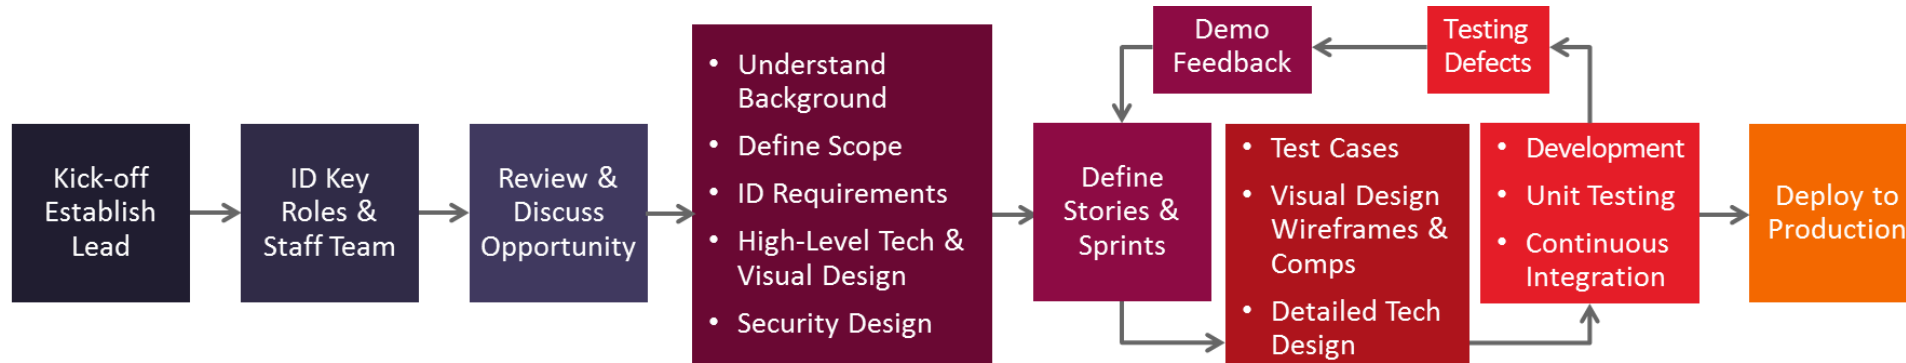 Kick-off
Establish
Lead
ID Key
Roles &
Staff Team
Review &
Discuss
Opportunity
• Understand
Background
• Define Scope
• ID Requirements
• High-Level Tech &
Visual Design
• Security Design
Define
Stories &
Sprints
• Test Cases
• Visual Design
Wireframes &
Comps
• Detailed Tech
Design
• Development
• Unit Testing
• Continuous
Integration
Testing
Defects
Demo
Feedback
Deploy to
Production